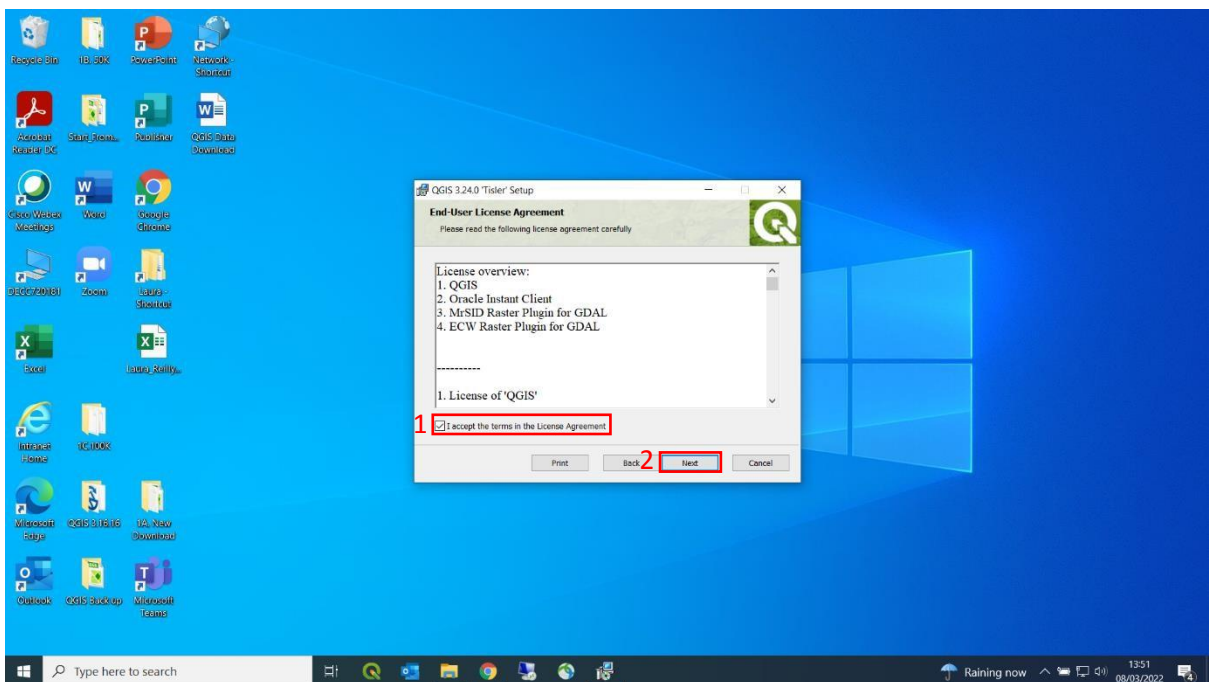 Recycle Bin
1B. 50K
PowerPoint
Network - Shortcut
Acrobat Reader DC
Publisher
QGIS Data Download
Cisco Webex Meetings
Word
Google Chrome
Zoom
Laura - Shortcut
Excel
Laura_Reilly_...
Intranet Home
1C. 100K
Microsoft Edge
QGIS 3.16.16
1A. New Download
Outlook
QGIS Back up
Microsoft Teams
QGIS 3.24.0 'Tisler' Setup
End-User License Agreement
Please read the following license agreement carefully
License overview:
1. QGIS
2. Oracle Instant Client
3. MrSID Raster Plugin for GDAL
4. ECW Raster Plugin for GDAL
----------
1. License of 'QGIS'
1
I accept the terms in the License Agreement
Print
Back
2
Next
Cancel
Type here to search
Raining now
13:51
08/03/2022
4